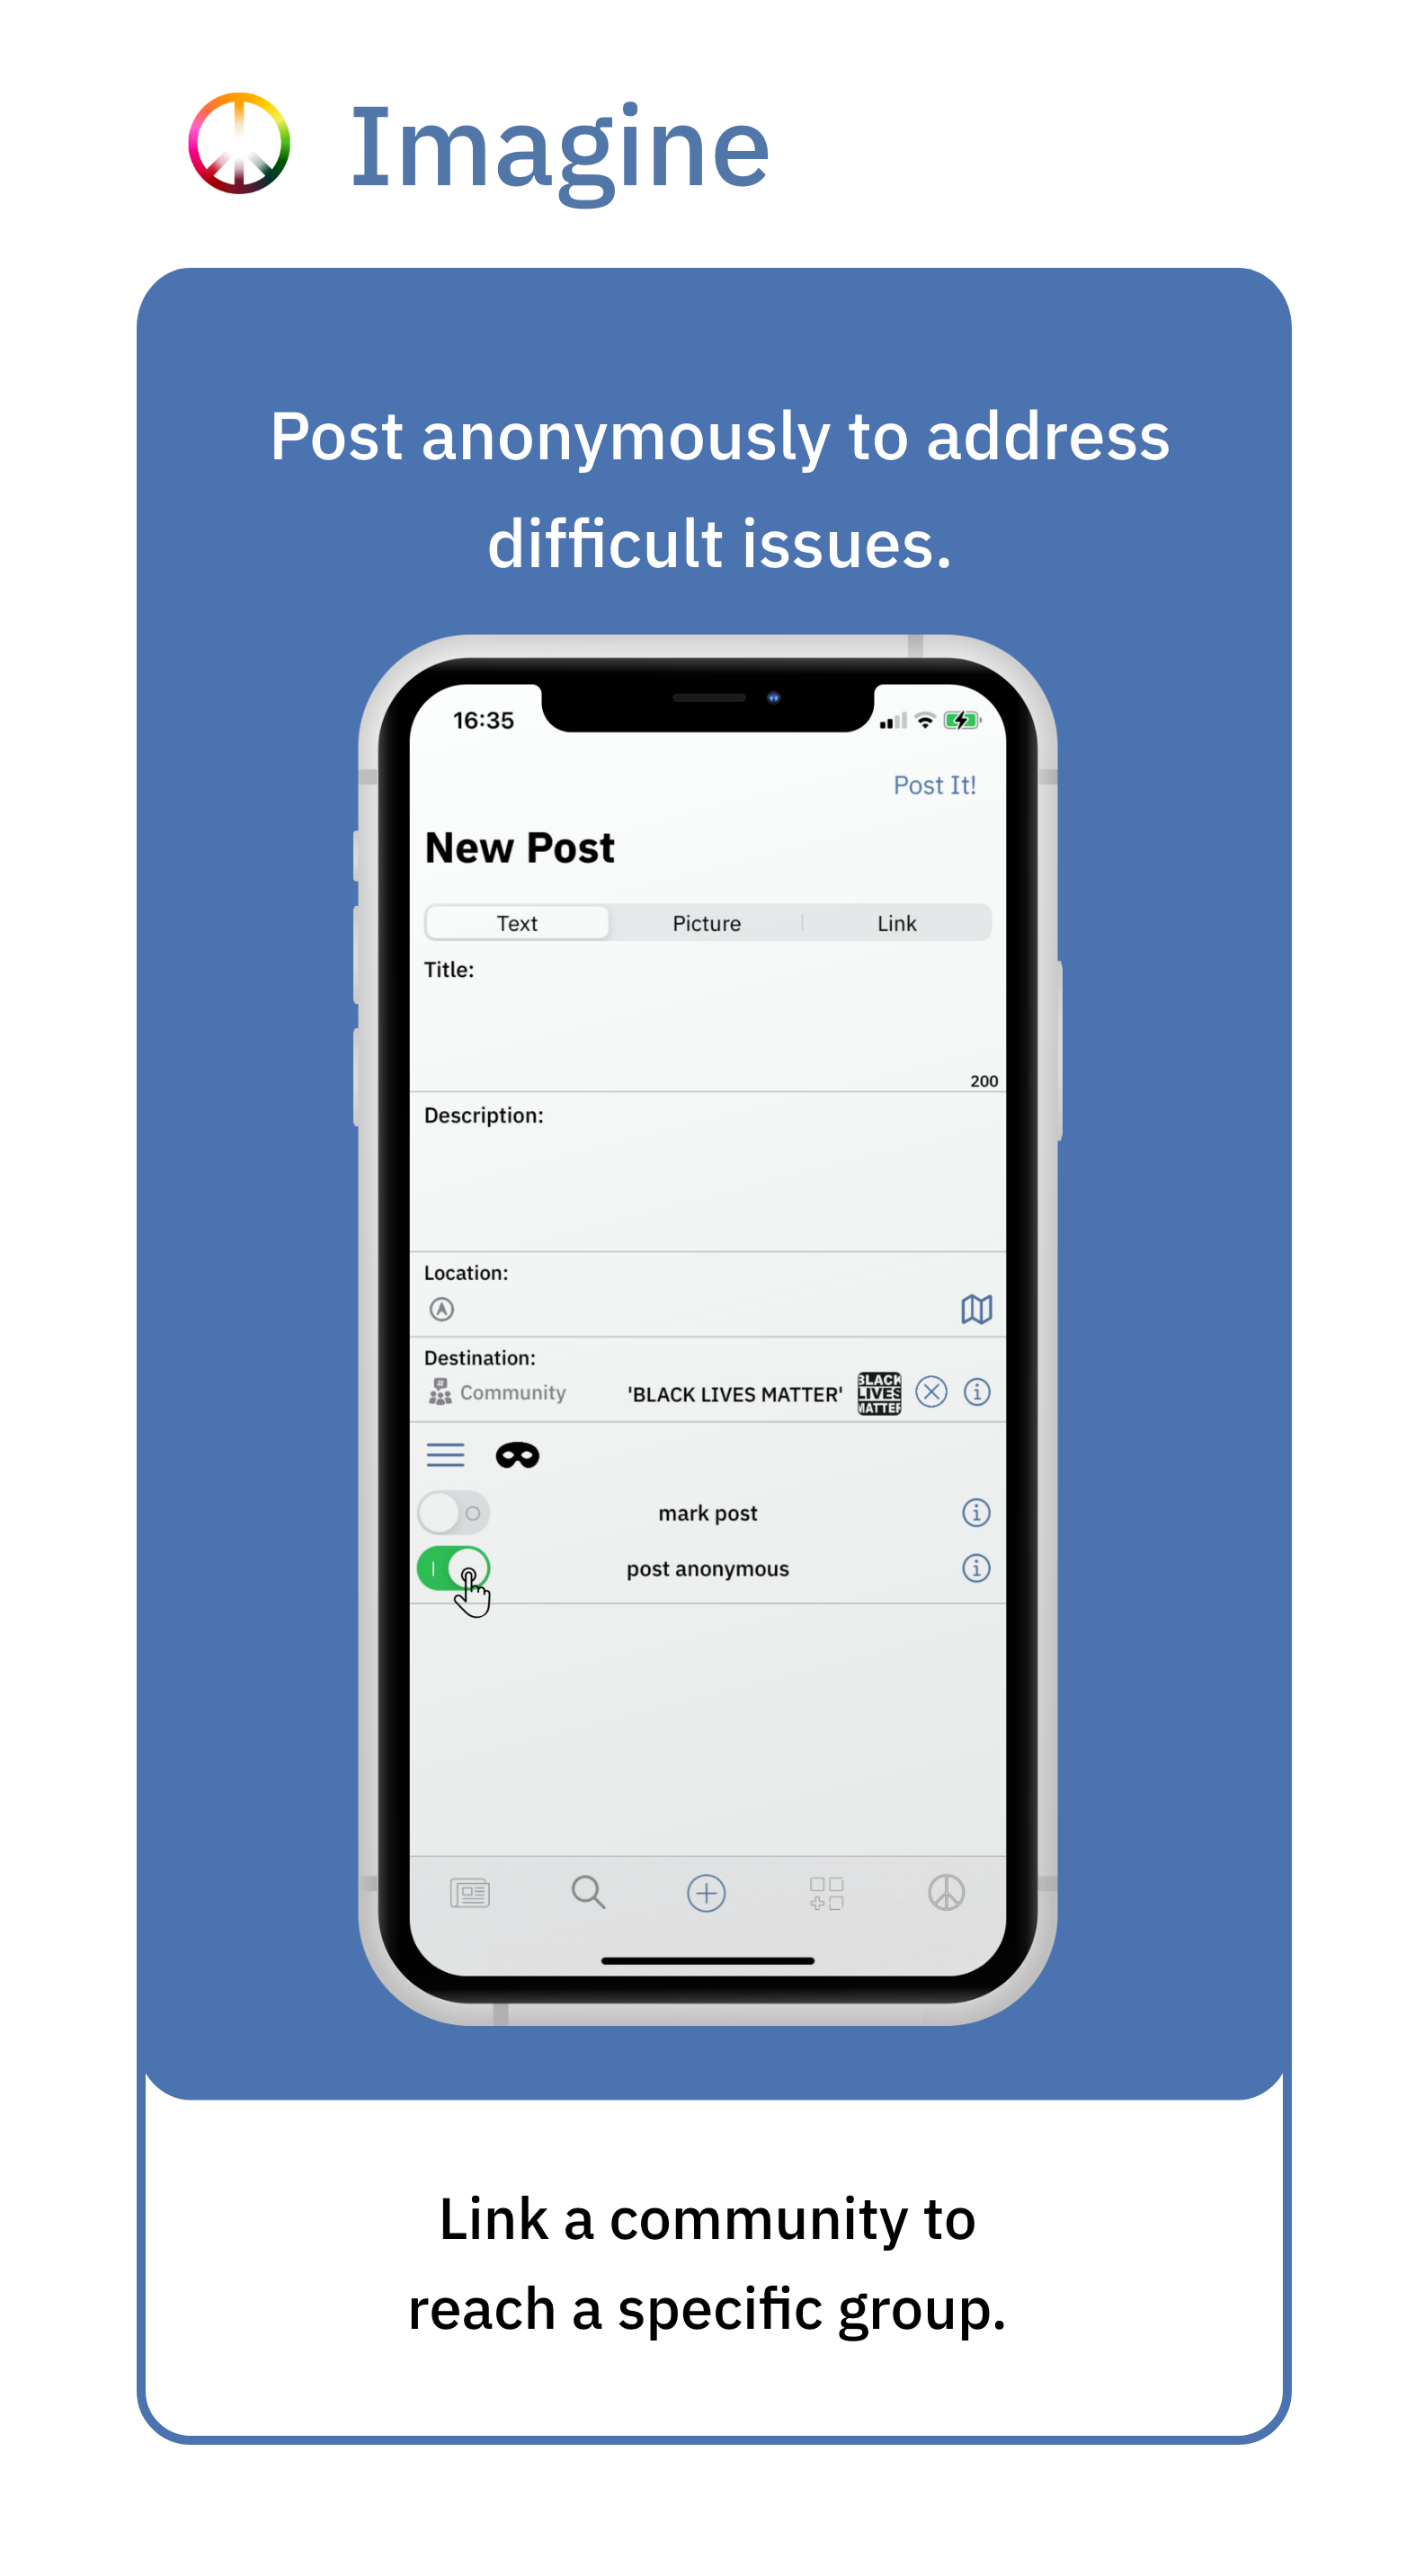 Imagine
Post anonymously to address
difficult issues.
16:35
Post It!
New Post
Text Picture Link
Title:
200
Description:
Location:
Destination:
# Community 'BLACK LIVES MATTER' BLACK
LIVES
MATTER
mark post
post anonymous
Link a community to
reach a specific group.